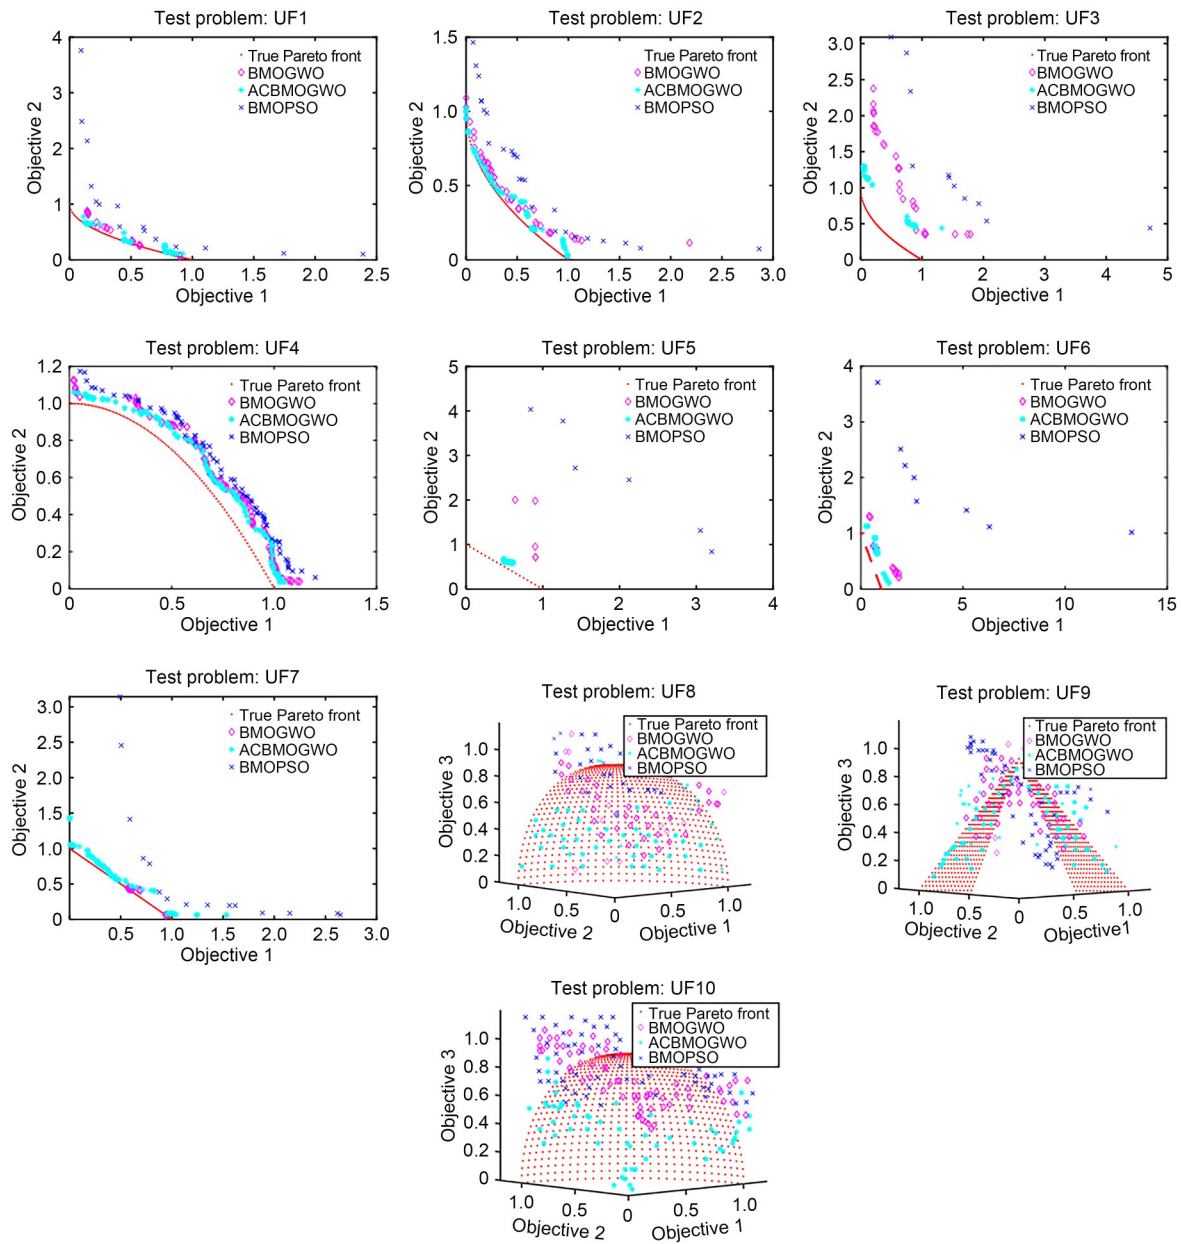 Test problem: UF1
4
4
3
2
1
0
Objective 2
True Pareto front
BMOGWO
ACBMOGWO
BMOPSO
0 0.5 1.0 1.5 2.0 2.5
Objective 1
Test problem: UF2
1.5
1.0
0.5
0
Objective 2
True Pareto front
BMOGWO
ACBMOGWO
BMOPSO
0 0.5 1.0 1.5 2.0 2.6 3.0
Objective 1
Test problem: UF3
3.0
2.5
2.0
1.5
1.0
0.5
0
Objective 2
True Pareto front
BMOGWO
ACBMOGWO
BMOPSO
0 1 2 3 4 5
Objective 1
Test problem: UF4
1.2
1.0
0.8
0.6
0.4
0.2
0
Objective 2
True Pareto front
BMOGWO
ACBMOGWO
BMOPSO
0 0.5 1.0 1.5
Objective 1
Test problem: UF5
5
4
3
2
1
0
Objective 2
True Pareto front
BMOGWO
ACBMOGWO
BMOPSO
0 1 2 3 4
Objective 1
Test problem: UF6
4
3
2
1
0
Objective 2
True Pareto front
BMOGWO
ACBMOGWO
BMOPSO
0 5 10 15
Objective 1
Test problem: UF7
3.0
2.5
2.0
1.5
1.0
0.5
0
Objective 2
True Pareto front
BMOGWO
ACBMOGWO
BMOPSO
0.5 1.0 1.5 2.0 2.5 3.0
Objective 1
Test problem: UF8
True Pareto front
BMOGWO
ACBMOGWO
BMOPSO
1.0
0.8
0.6
0.4
0.2
0
Objective 3
1.0 0.5 0 0.5 1.0
Objective 2 Objective 1
Test problem: UF9
True Pareto front
BMOGWO
ACBMOGWO
BMOPSO
1.0
0.8
0.6
0.4
0.2
0
Objective 3
1.0 0.5 0 0.5 1.0
Objective 2 Objective1
Test problem: UF10
True Pareto front
BMOGWO
ACBMOGWO
BMOPSO
1.0
0.8
0.6
0.4
0.2
0
Objective 3
1.0 0.5 0 0.5 1.0
Objective 2 Objective 1